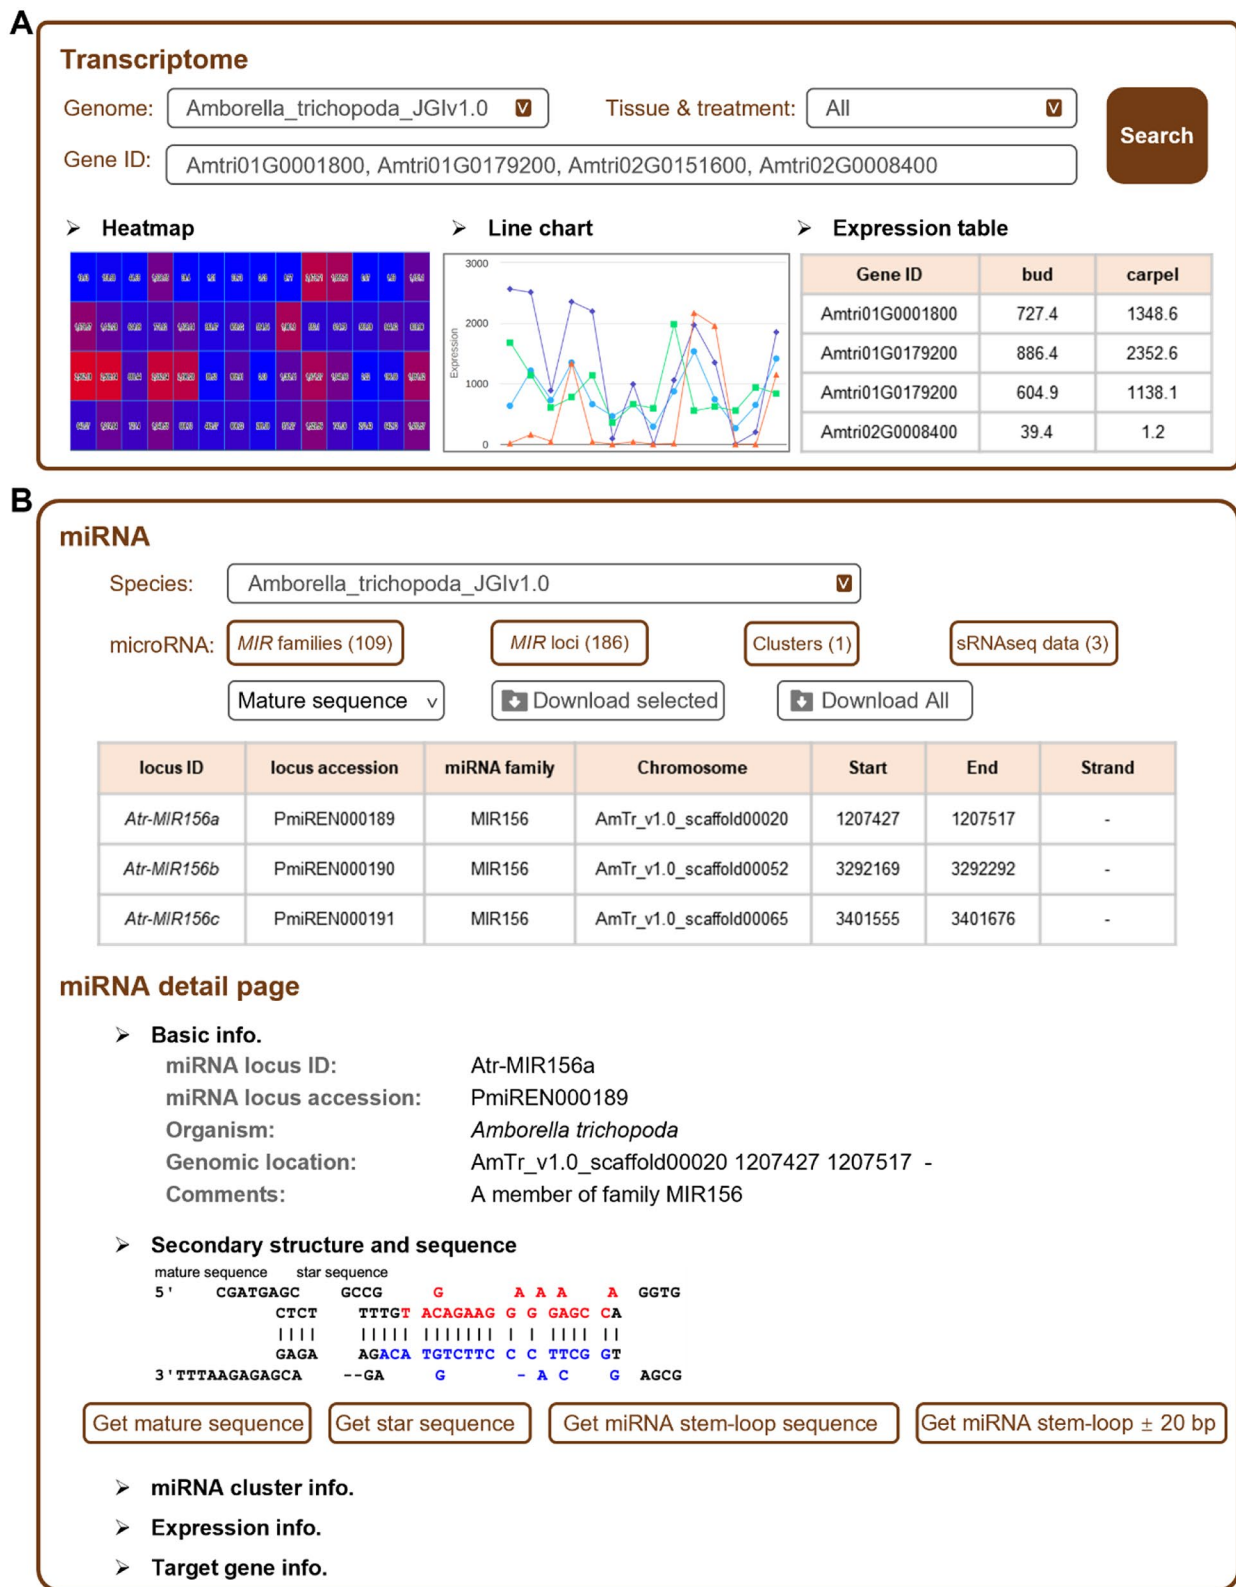 A
Transcriptome
Genome: Amborella_trichopoda_JGIv1.0 V Tissue & treatment: All V
Search
Gene ID: Amtri01G0001800, Amtri01G0179200, Amtri02G0151600, Amtri02G0008400
➢ Heatmap ➢ Line chart ➢ Expression table
3000
2000
1000
0
Expression
Gene ID bud carpel
Amtri01G0001800 727.4 1348.6
Amtri01G0179200 886.4 2352.6
Amtri01G0179200 604.9 1138.1
Amtri02G0008400 39.4 1.2
B
miRNA
Species: Amborella_trichopoda_JGIv1.0 V
microRNA: MIR families (109) MIR loci (186) Clusters (1) sRNAseq data (3)
Mature sequence v Download selected Download All
locus ID locus accession miRNA family Chromosome Start End Strand
Atr-MIR156a PmiREN000189 MIR156 AmTr_v1.0_scaffold00020 1207427 1207517 -
Atr-MIR156b PmiREN000190 MIR156 AmTr_v1.0_scaffold00052 3292169 3292292 -
Atr-MIR156c PmiREN000191 MIR156 AmTr_v1.0_scaffold00065 3401555 3401676 -
miRNA detail page
➢ Basic info.
miRNA locus ID: Atr-MIR156a
miRNA locus accession: PmiREN000189
Organism: Amborella trichopoda
Genomic location: AmTr_v1.0_scaffold00020 1207427 1207517 -
Comments: A member of family MIR156
➢ Secondary structure and sequence
mature sequence star sequence
5' CGATGAGC GCCG G A A A A GGTG
CTCT TTTGT ACAGAAG G G GAGC CA
|||| ||||| ||||||| | | |||| ||
GAGA AGACA TGTCTTC C C TTCG GT
3'TTTAAGAGAGCA --GA G - A C G AGCG
Get mature sequence Get star sequence Get miRNA stem-loop sequence Get miRNA stem-loop ± 20 bp
➢ miRNA cluster info.
➢ Expression info.
➢ Target gene info.